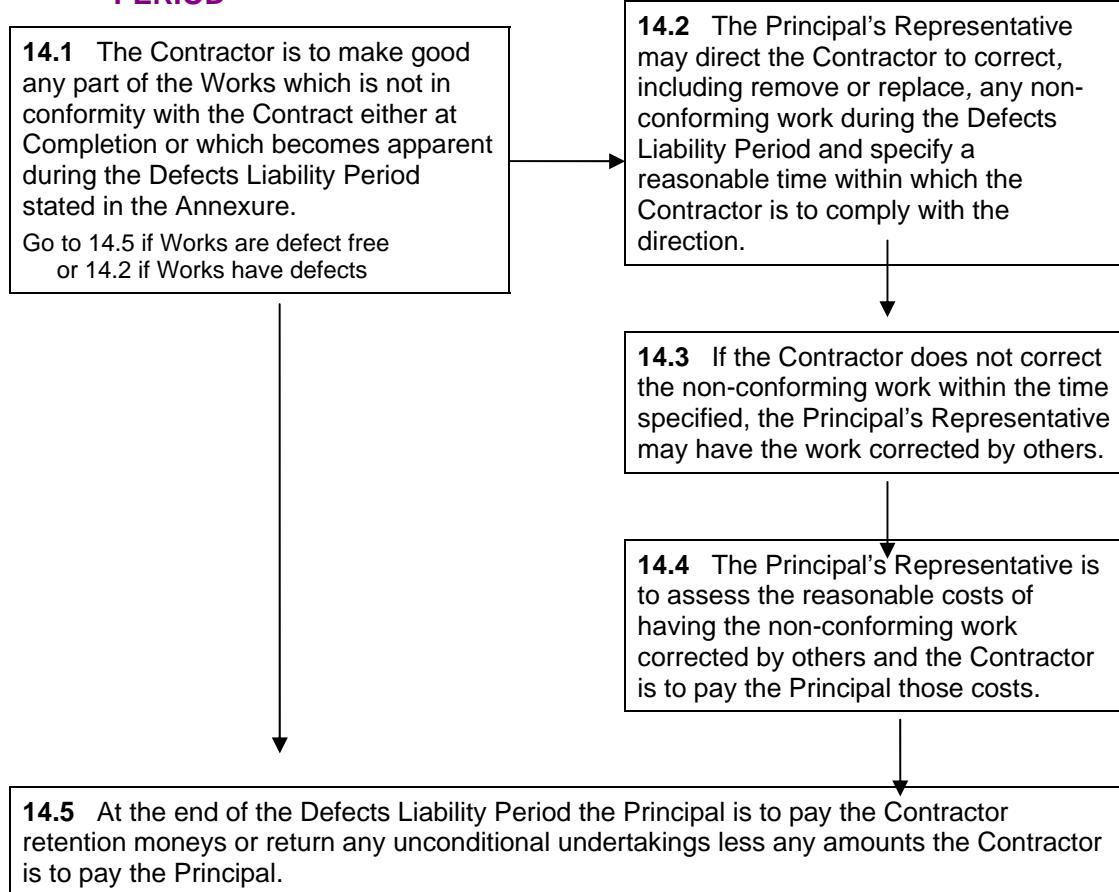 PERIOD
14.1 The Contractor is to make good
any part of the Works which is not in
conformity with the Contract either at
Completion or which becomes apparent
during the Defects Liability Period
stated in the Annexure.
Go to 14.5 if Works are defect free
or 14.2 if Works have defects
14.2 The Principal's Representative
may direct the Contractor to correct,
including remove or replace, any non-
conforming work during the Defects
Liability Period and specify a
reasonable time within which the
Contractor is to comply with the
direction.
14.3 If the Contractor does not correct
the non-conforming work within the time
specified, the Principal's Representative
may have the work corrected by others.
14.4 The Principal's Representative is
to assess the reasonable costs of
having the non-conforming work
corrected by others and the Contractor
is to pay the Principal those costs.
14.5 At the end of the Defects Liability Period the Principal is to pay the Contractor
retention moneys or return any unconditional undertakings less any amounts the Contractor
is to pay the Principal.